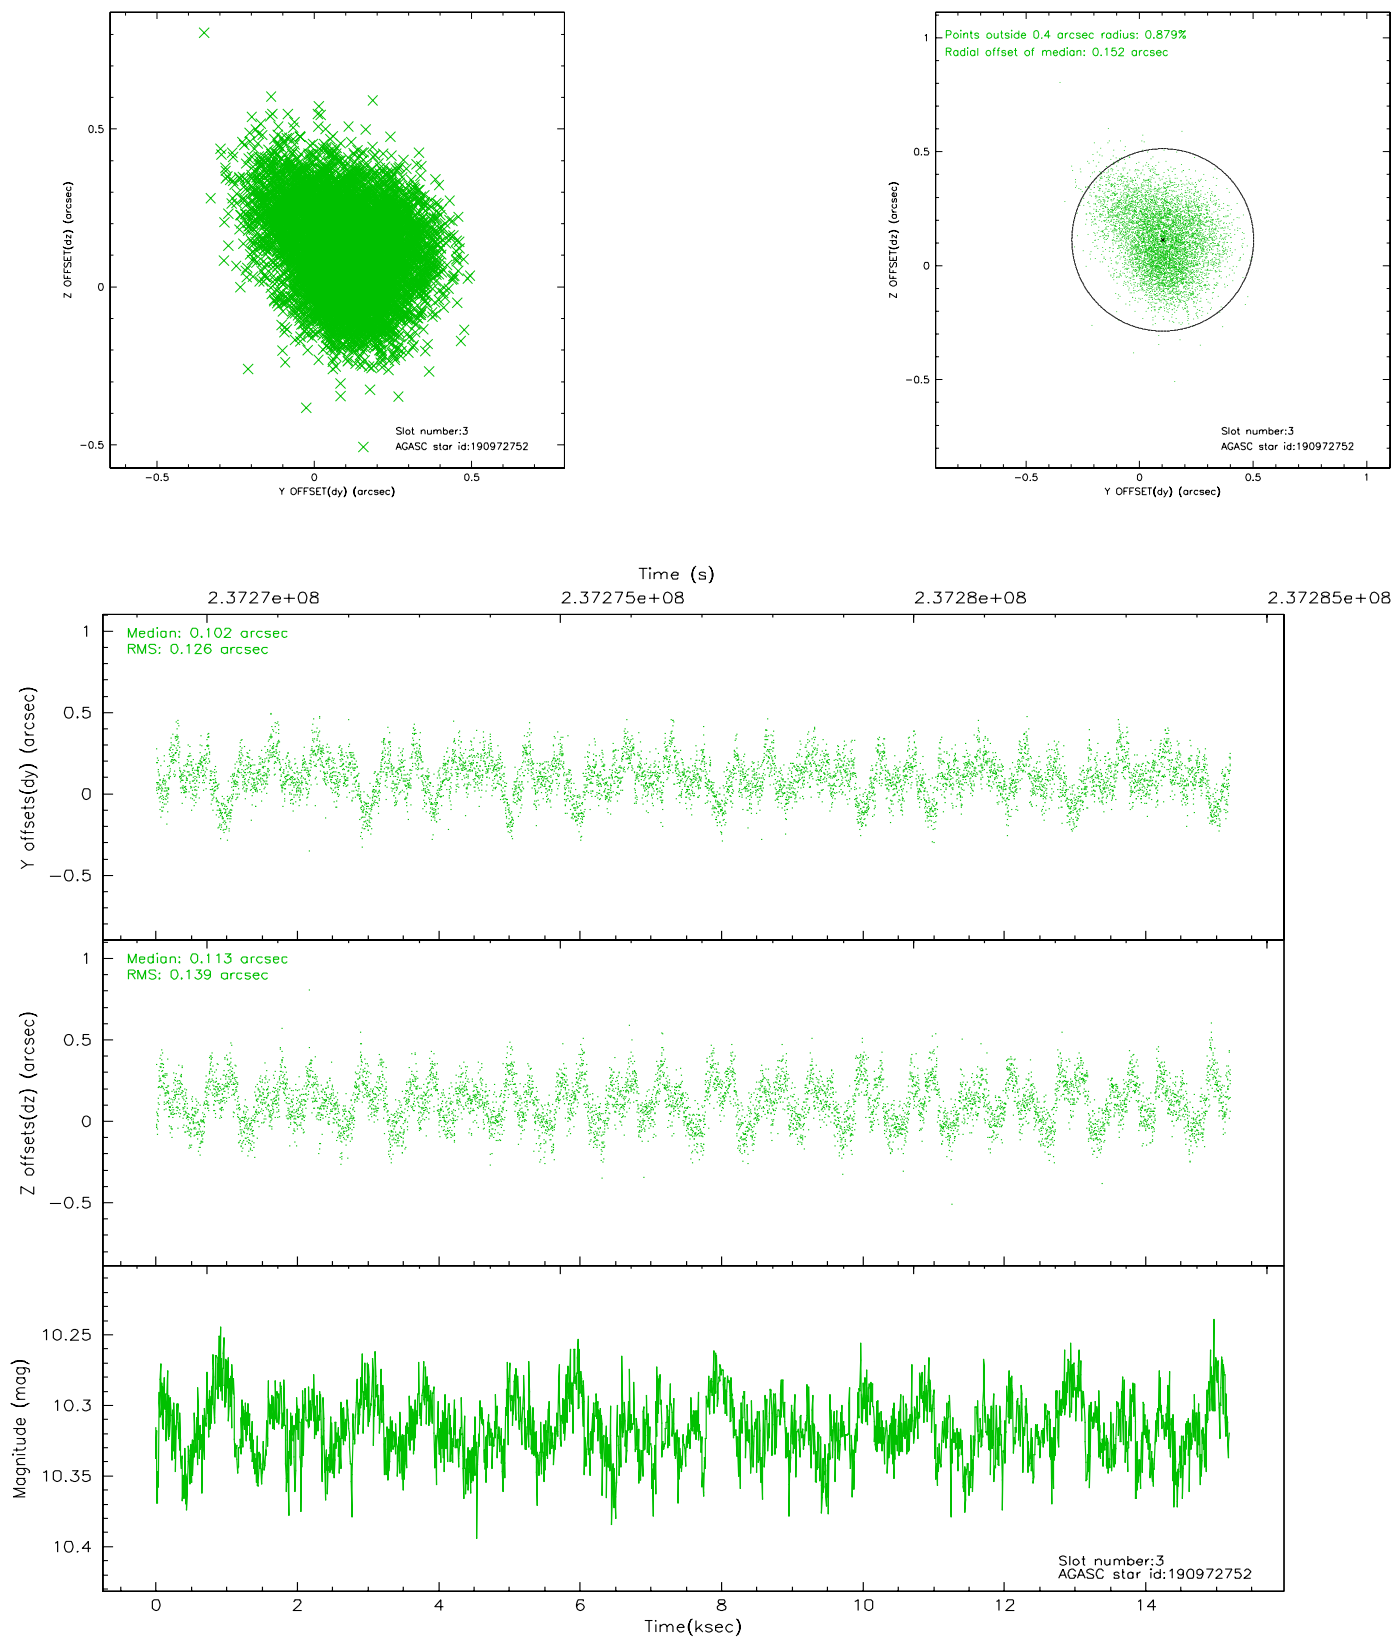 Points outside 0.4 arcsec radius: 0.879%
Radial offset of median: 0.152 arcsec
Z OFFSET(dz) (arcsec)
0.5
0
−0.5
Slot number:3
AGASC star id:190972752
−0.5
0
0.5
Y OFFSET(dy) (arcsec)
Z OFFSET(dz) (arcsec)
1
0.5
0
−0.5
Slot number:3
AGASC star id:190972752
−0.5
0
0.5
1
Y OFFSET(dy) (arcsec)
Time (s)
2.3727e+08
2.37275e+08
2.3728e+08
2.37285e+08
Median: 0.102 arcsec
RMS: 0.126 arcsec
Y offsets(dy) (arcsec)
1
0.5
0
−0.5
Median: 0.113 arcsec
RMS: 0.139 arcsec
Z offsets(dz) (arcsec)
1
0.5
0
−0.5
Magnitude (mag)
10.25
10.3
10.35
10.4
Slot number:3
AGASC star id:190972752
0
2
4
6
8
10
12
14
Time(ksec)